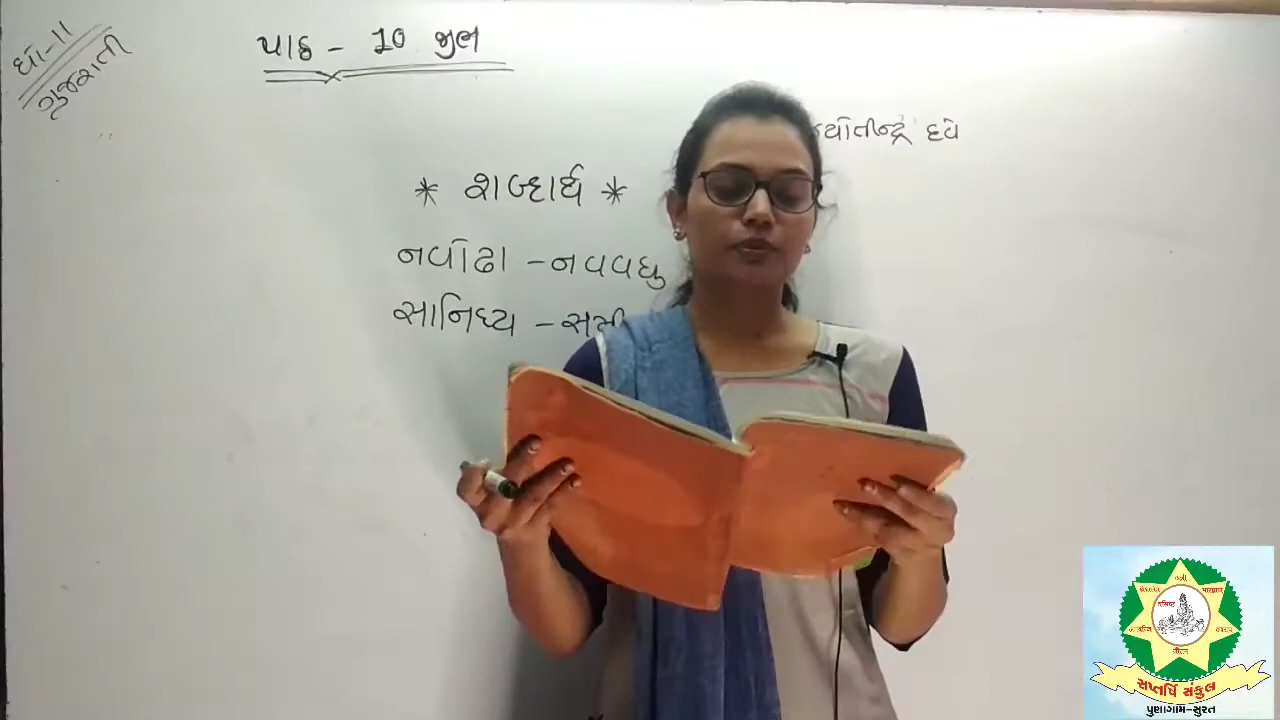 ધો-11
ગુજરાતી
પાઠ - 10 જીભ
જ્યોતીન્દ્ર દવે
* શબ્દાર્થ *
નવોઢા - નવવધુ
સાનિધ્ય -
સપ્તર્ષિ સંકુલ
પુણાગામ-સુરત